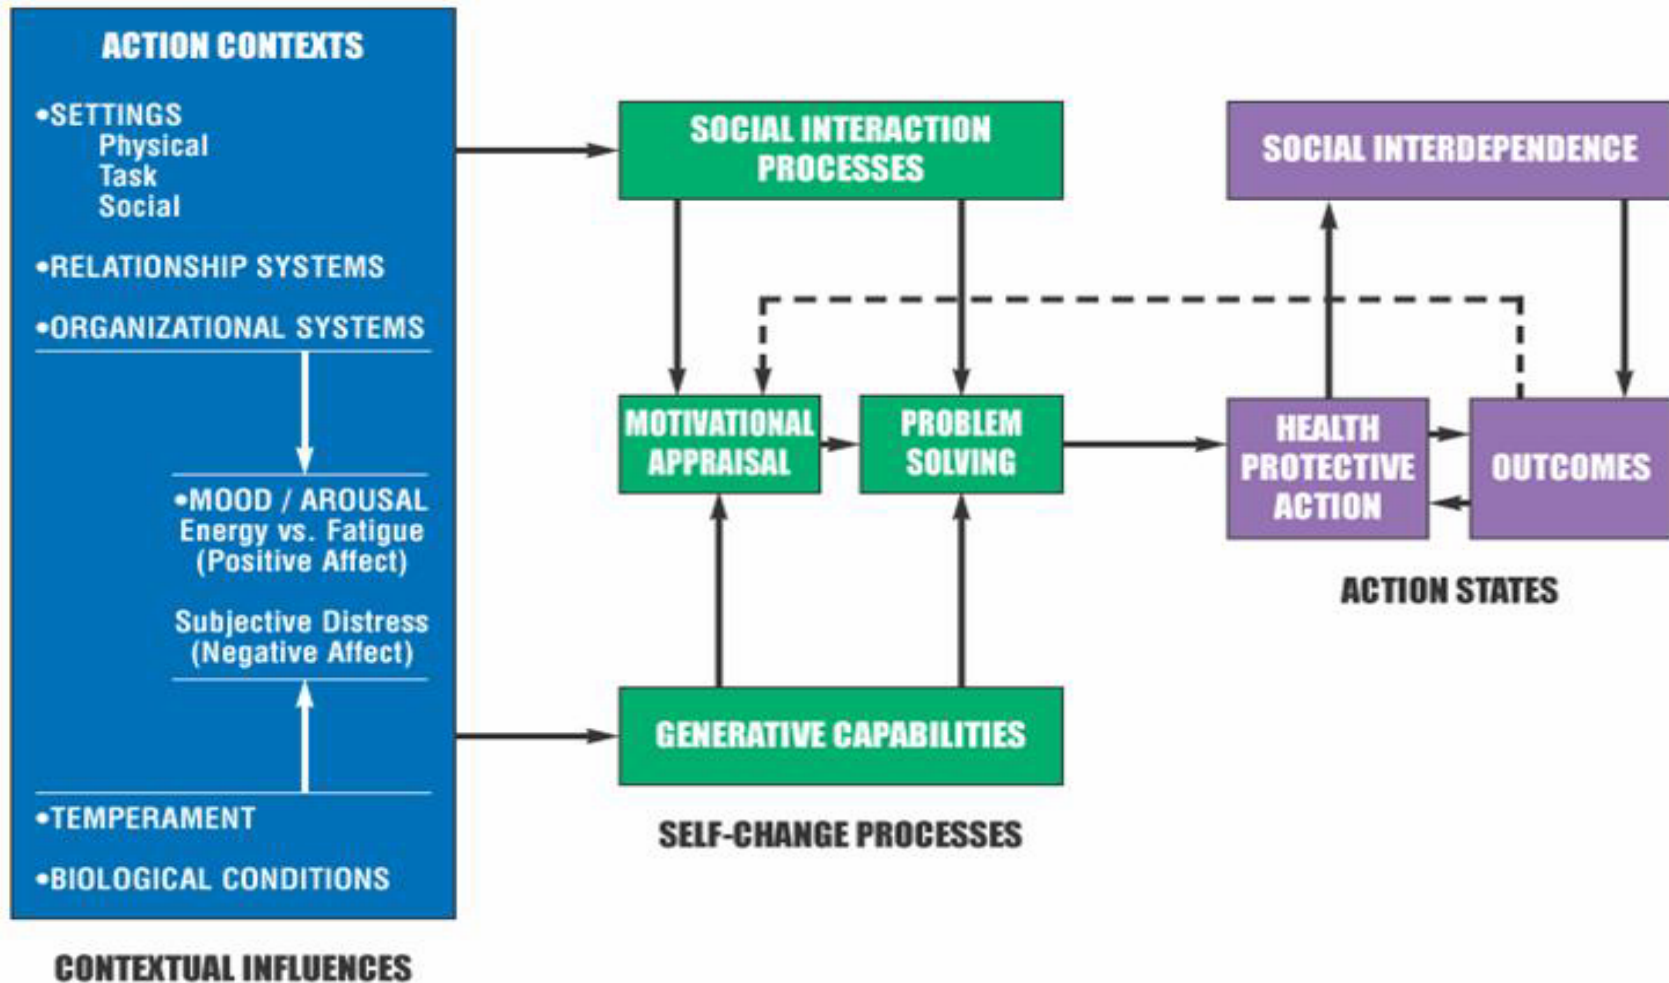 ACTION CONTEXTS
•SETTINGS
Physical
Task
Social
•RELATIONSHIP SYSTEMS
•ORGANIZATIONAL SYSTEMS
•MOOD / AROUSAL
Energy vs. Fatigue
(Positive Affect)
Subjective Distress
(Negative Affect)
•TEMPERAMENT
•BIOLOGICAL CONDITIONS
CONTEXTUAL INFLUENCES
SOCIAL INTERACTION
PROCESSES
MOTIVATIONAL
APPRAISAL
PROBLEM
SOLVING
GENERATIVE CAPABILITIES
SELF-CHANGE PROCESSES
SOCIAL INTERDEPENDENCE
HEALTH
PROTECTIVE
ACTION
OUTCOMES
ACTION STATES